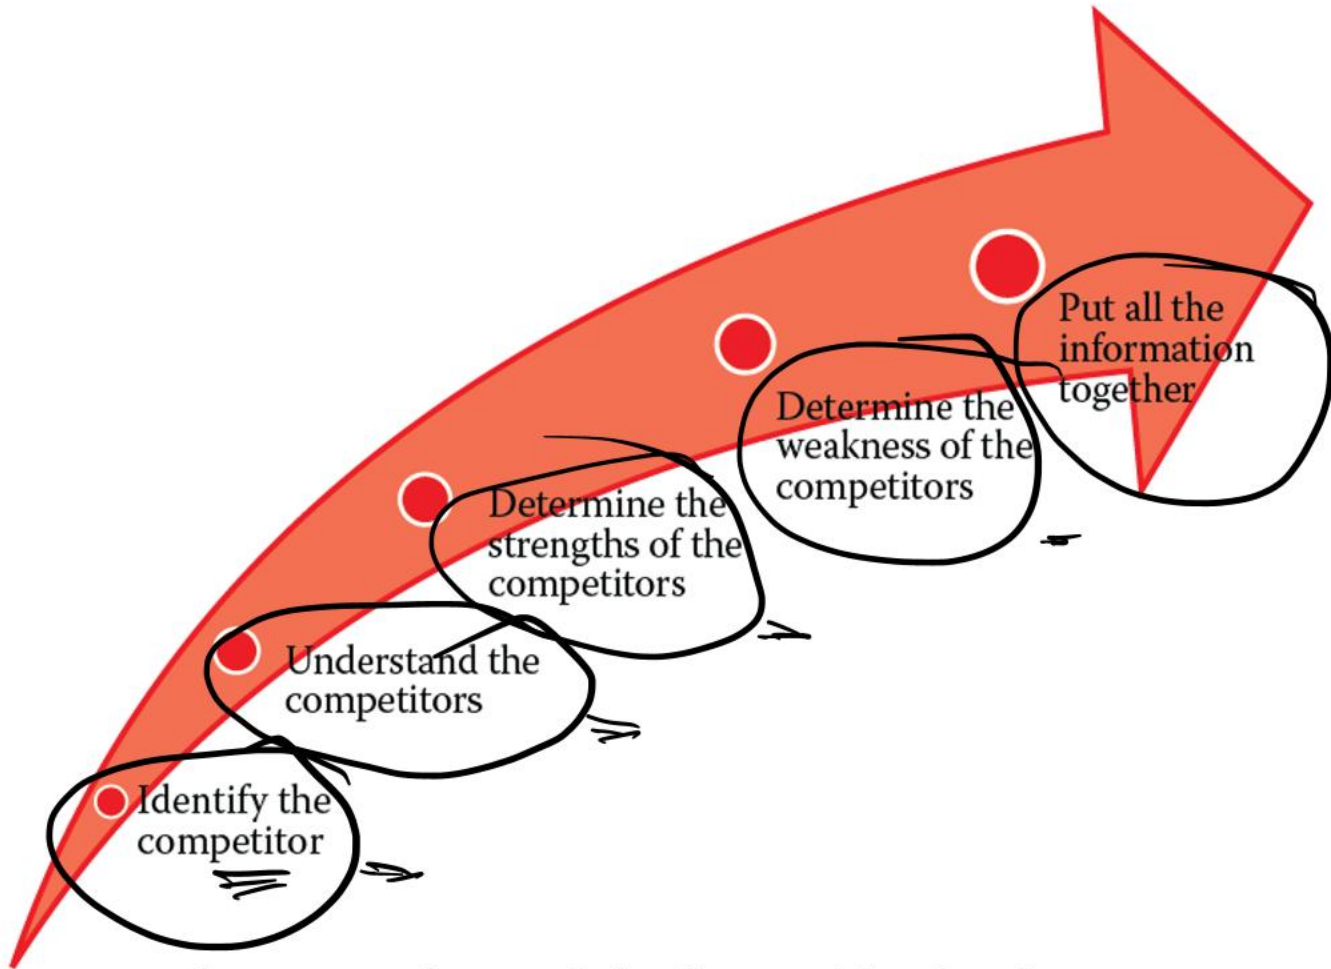 Identify the
competitor
Understand the
competitors
Determine the
strengths of the
competitors
Determine the
weakness of the
competitors
Put all the
information
together